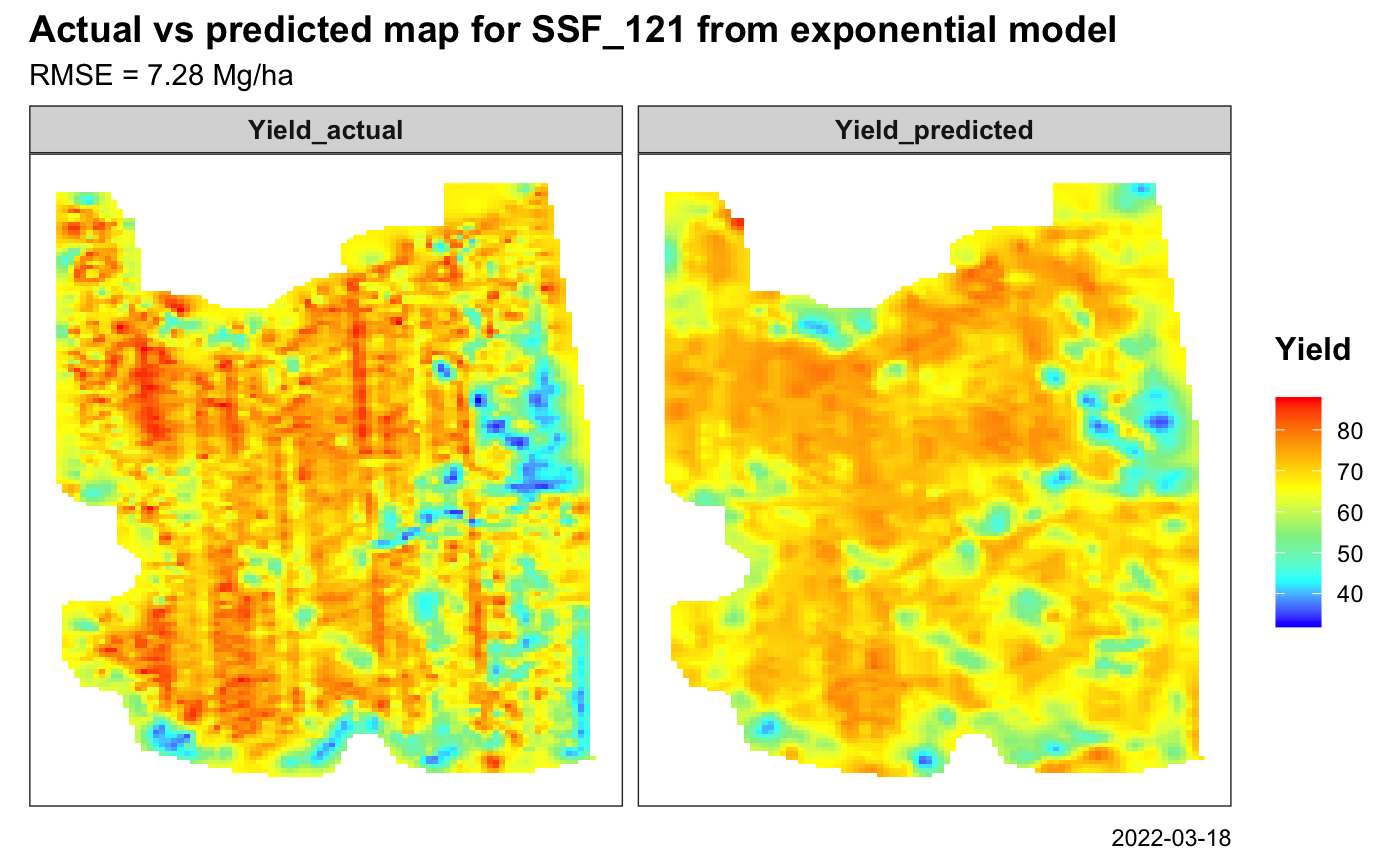 Actual vs predicted map for SSF_121 from exponential model
RMSE = 7.28 Mg/ha
Yield_actual
Yield_predicted
Yield
80
70
60
50
40
2022-03-18